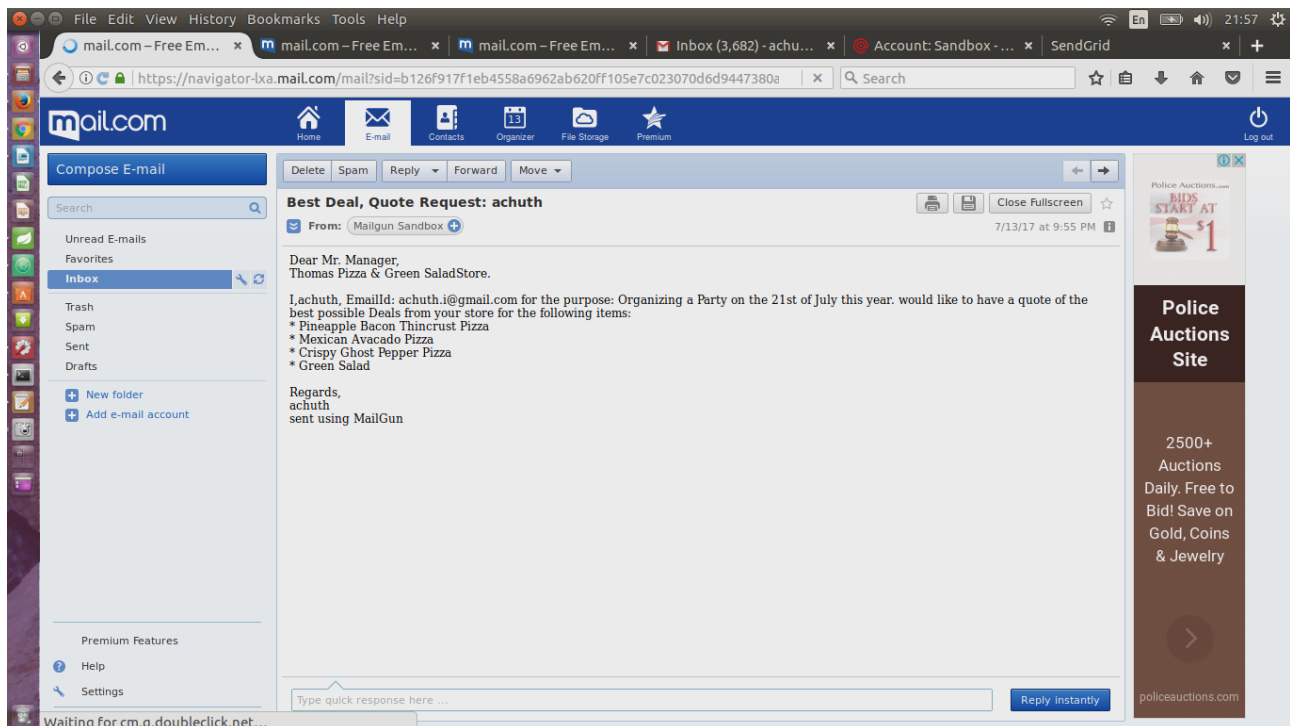 File Edit View History Bookmarks Tools Help
En 21:57
mail.com – Free Em... × mail.com – Free Em... × mail.com – Free Em... × Inbox (3,682) - achu... × Account: Sandbox - ... × SendGrid × +
https://navigator-lxa.mail.com/mail?sid=b126f917f1eb4558a6962ab620ff105e7c023070d6d9447380a Search
mail.com
Home E-mail Contacts 13 Organizer File Storage Premium Log out
Compose E-mail
Search
Unread E-mails
Favorites
Inbox
Trash
Spam
Sent
Drafts
New folder
Add e-mail account
Premium Features
Help
Settings
Delete Spam Reply Forward Move
Best Deal, Quote Request: achuth
Close Fullscreen
From: Mailgun Sandbox
7/13/17 at 9:55 PM
Dear Mr. Manager,
Thomas Pizza & Green SaladStore.
I,achuth, EmailId: achuth.i@gmail.com for the purpose: Organizing a Party on the 21st of July this year. would like to have a quote of the
best possible Deals from your store for the following items:
* Pineapple Bacon Thincrust Pizza
* Mexican Avacado Pizza
* Crispy Ghost Pepper Pizza
* Green Salad
Regards,
achuth
sent using MailGun
Type quick response here ...
Reply instantly
Police Auctions
BIDS
START AT
$1
Police
Auctions
Site
2500+
Auctions
Daily. Free to
Bid! Save on
Gold, Coins
& Jewelry
policeauctions.com
Waiting for cm.g.doubleclick.net...